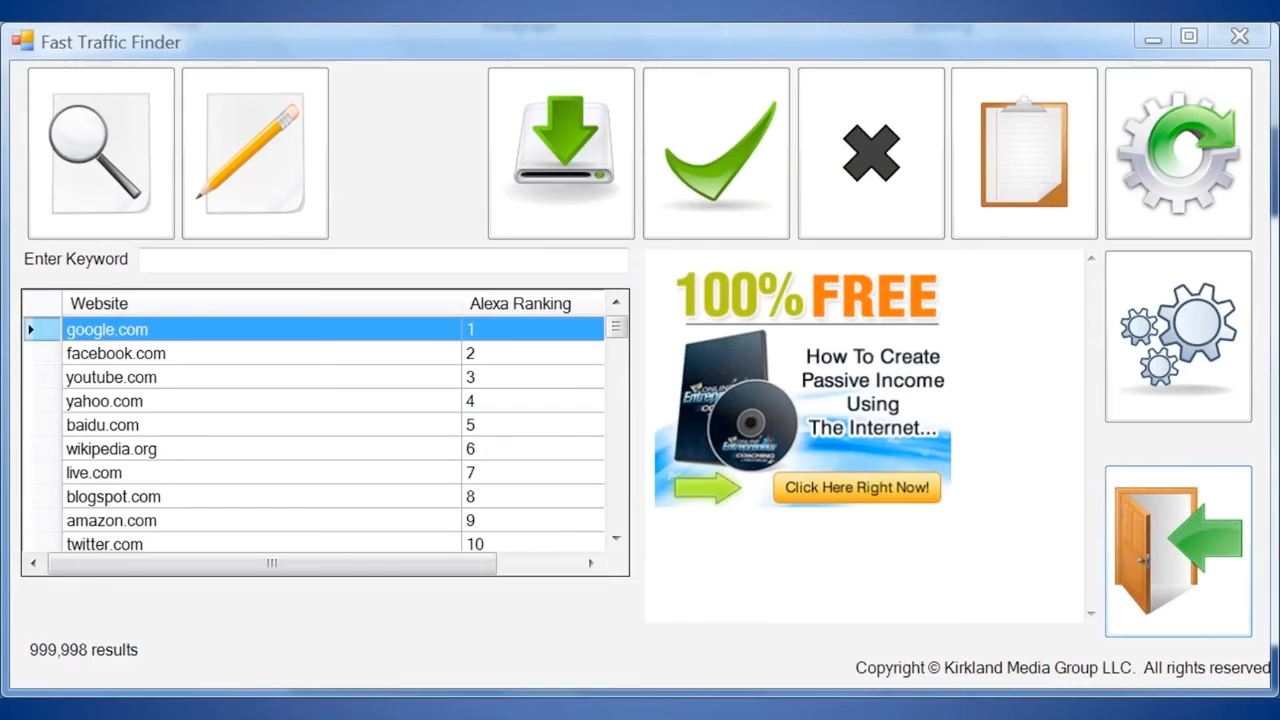 Fast Traffic Finder
Enter Keyword
Website Alexa Ranking
google.com 1
facebook.com 2
youtube.com 3
yahoo.com 4
baidu.com 5
wikipedia.org 6
live.com 7
blogspot.com 8
amazon.com 9
twitter.com 10
999,998 results
100% FREE
How To Create
Passive Income
Using
The Internet...
Click Here Right Now!
Copyright © Kirkland Media Group LLC. All rights reserved